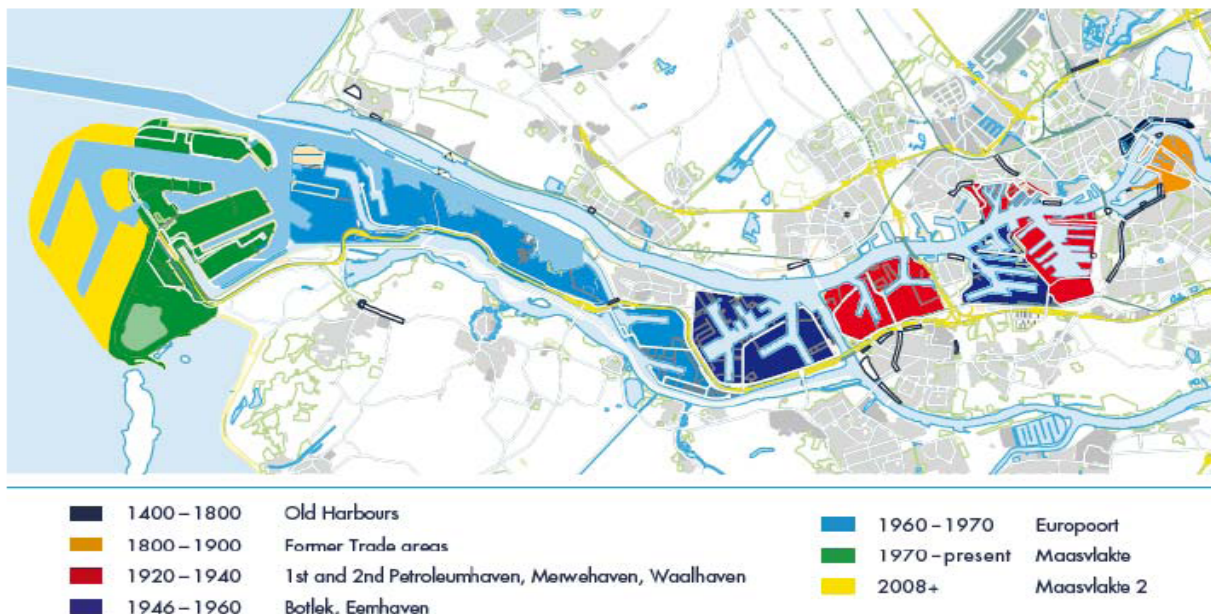 1400 – 1800 Old Harbours
1800 – 1900 Former Trade areas
1920 – 1940 1st and 2nd Petroleumhaven, Merwehaven, Waalhaven
1946 – 1960 Botlek, Eemhaven
1960 – 1970 Europoort
1970 – present Maasvlakte
2008+ Maasvlakte 2